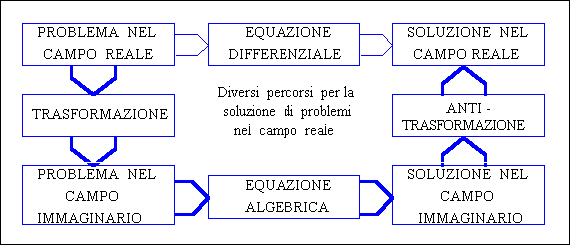 PROBLEMA NEL
CAMPO REALE
EQUAZIONE
DIFFERENZIALE
SOLUZIONE NEL
CAMPO REALE
TRASFORMAZIONE
Diversi percorsi per la
soluzione di problemi
nel campo reale
ANTI -
TRASFORMAZIONE
PROBLEMA NEL
CAMPO
IMMAGINARIO
EQUAZIONE
ALGEBRICA
SOLUZIONE NEL
CAMPO
IMMAGINARIO